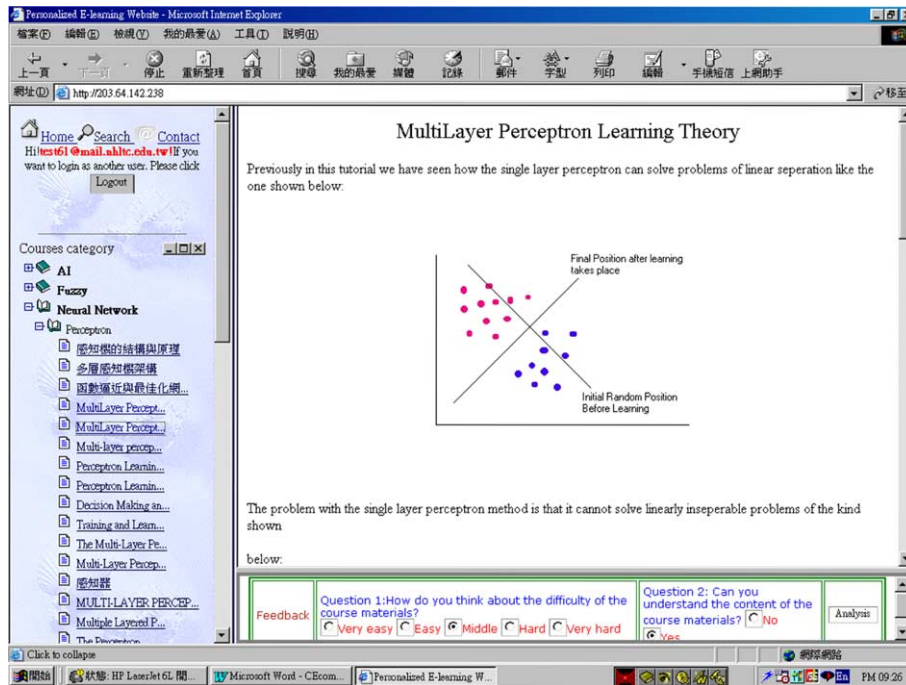 Personalized E-learning Website - Microsoft Internet Explorer
檔案(F) 編輯(E) 檢視(V) 我的最愛(A) 工具(T) 說明(H)
上一頁 下一頁 停止 重新整理 首頁 搜尋 我的最愛 媒體 記錄 郵件 字型 列印 編輯 手機短信 上網助手
網址(D) http://203.64.142.238 移至
Home Search Contact
Hi!test61@mail.nhltc.edu.tw!If you
want to login as another user. Please click
Logout
Courses category
AI
Fuzzy
Neural Network
Perceptron
感知機的結構與原理
多層感知機架構
函數逼近與最佳化網...
MultiLayer Percept...
MultiLayer Percept...
Multi-layer percep...
Perceptron Learnin...
Perceptron Learnin...
Decision Making an...
Training and Learn...
The Multi-Layer Pe...
Multi-Layer Percep...
感知器
MULTI-LAYER PERCEP...
Multiple Layered P...
The Perceptron
MultiLayer Perceptron Learning Theory
Previously in this tutorial we have seen how the single layer perceptron can solve problems of linear seperation like the
one shown below:
Final Position after learning
takes place
Initial Random Position
Before Learning
The problem with the single layer perceptron method is that it cannot solve linearly inseperable problems of the kind
shown
below:
Feedback
Question 1:How do you think about the difficulty of the
course materials?
Very easy Easy Middle Hard Very hard
Question 2: Can you
understand the content of the
course materials? No
Yes
Analysis
Click to collapse 網際網路
開始 狀態: HP LaserJet 6L 開... Microsoft Word - CEcom... Personalized E-learning W... En PM 09:26